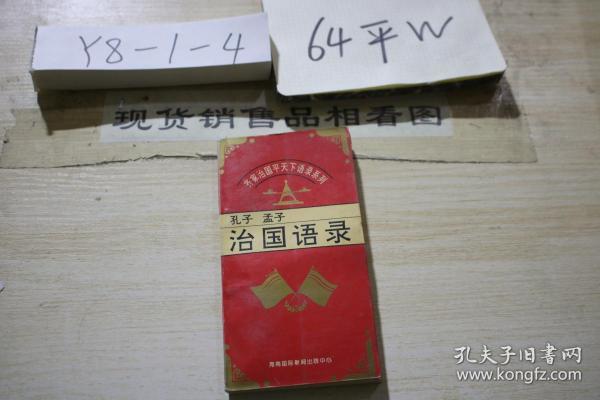 Y8-1-4
64平W
现货销售品相看图
名家治国平天下语录系列
孔子 孟子
治国语录
海南国际新闻出版中心
孔夫子旧书网
www.kongfz.com